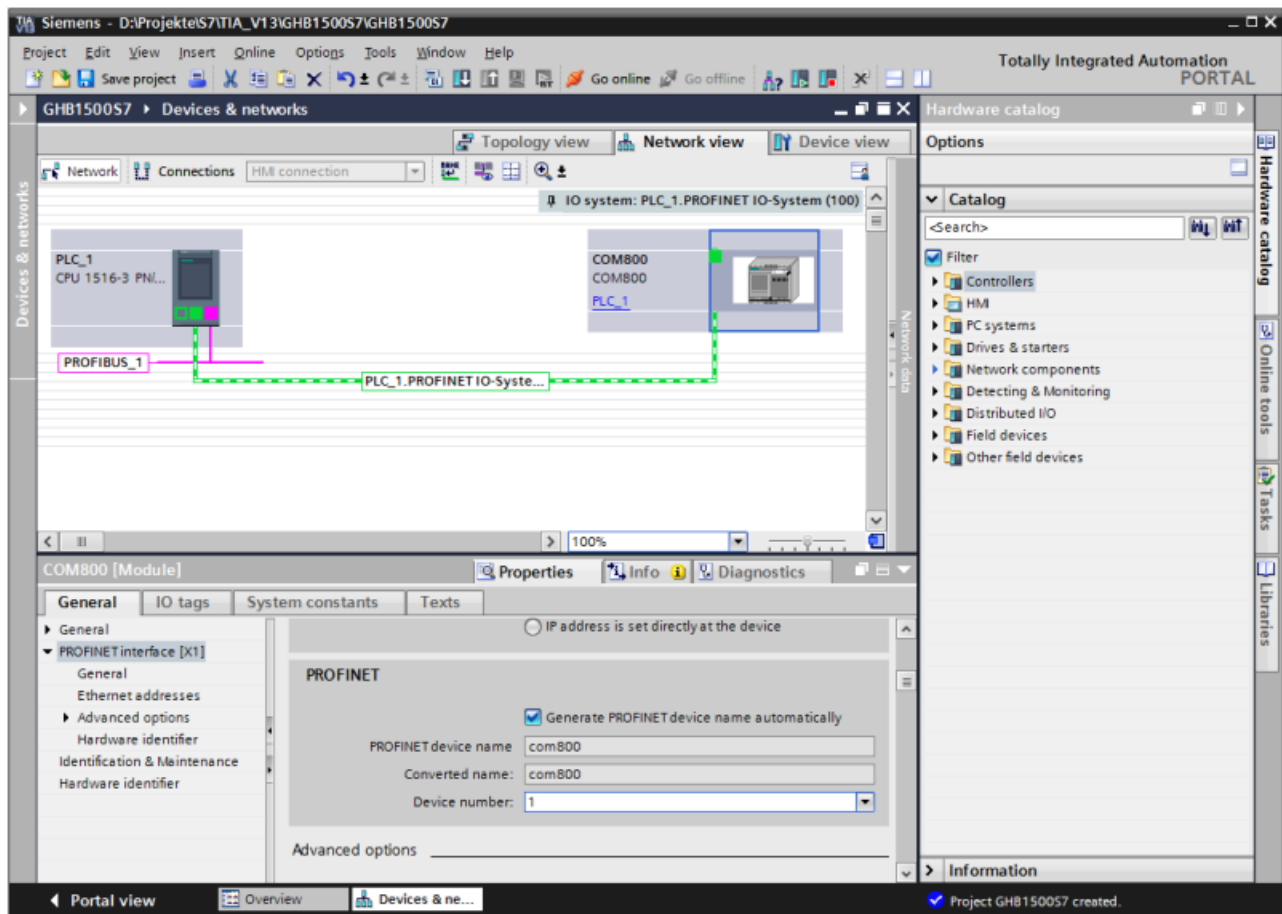 Siemens - D:\Projekte\S7\TIA_V13\GHB1500S7\GHB1500S7
Project Edit View Insert Online Options Tools Window Help
Totally Integrated Automation
PORTAL
Save project Go online Go offline
GHB1500S7 Devices & networks
Hardware catalog
Topology view Network view Device view
Options
Network Connections HMI connection
IO system: PLC_1.PROFINET IO-System (100)
Catalog
<Search>
Filter
Controllers
HMI
PC systems
Drives & starters
Network components
Detecting & Monitoring
Distributed I/O
Field devices
Other field devices
Devices & networks
PLC_1
CPU 1516-3 PN/...
COM800
COM800
PLC_1
PROFIBUS_1
PLC_1.PROFINET IO-Syste...
Network data
100%
Hardware catalog
Online tools
Tasks
Libraries
COM800 [Module]
Properties Info Diagnostics
General IO tags System constants Texts
General
PROFINET interface [X1]
General
Ethernet addresses
Advanced options
Hardware identifier
Identification & Maintenance
Hardware identifier
IP address is set directly at the device
PROFINET
Generate PROFINET device name automatically
PROFINET device name com800
Converted name: com800
Device number: 1
Advanced options
Information
Portal view Overview Devices & ne...
Project GHB1500S7 created.